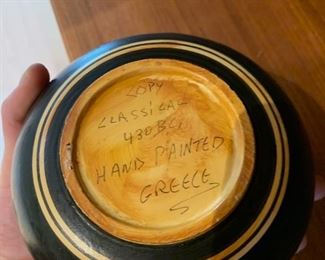 COPY
CLASSICAL
430 BC.
HAND PAINTED
GREECE